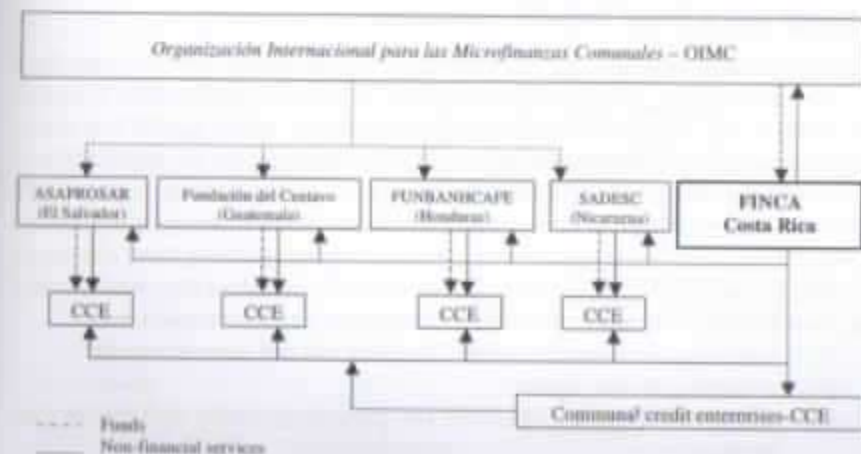 Organización Internacional para las Microfinanzas Comunales – OIMC
ASAPROSAR
(El Salvador)
Fundación del Centavo
(Guatemala)
FUNBANHCAFE
(Honduras)
SADESC
(Nicaragua)
FINCA
Costa Rica
CCE
CCE
CCE
CCE
Communal credit enterprises-CCE
Funds
Non-financial services